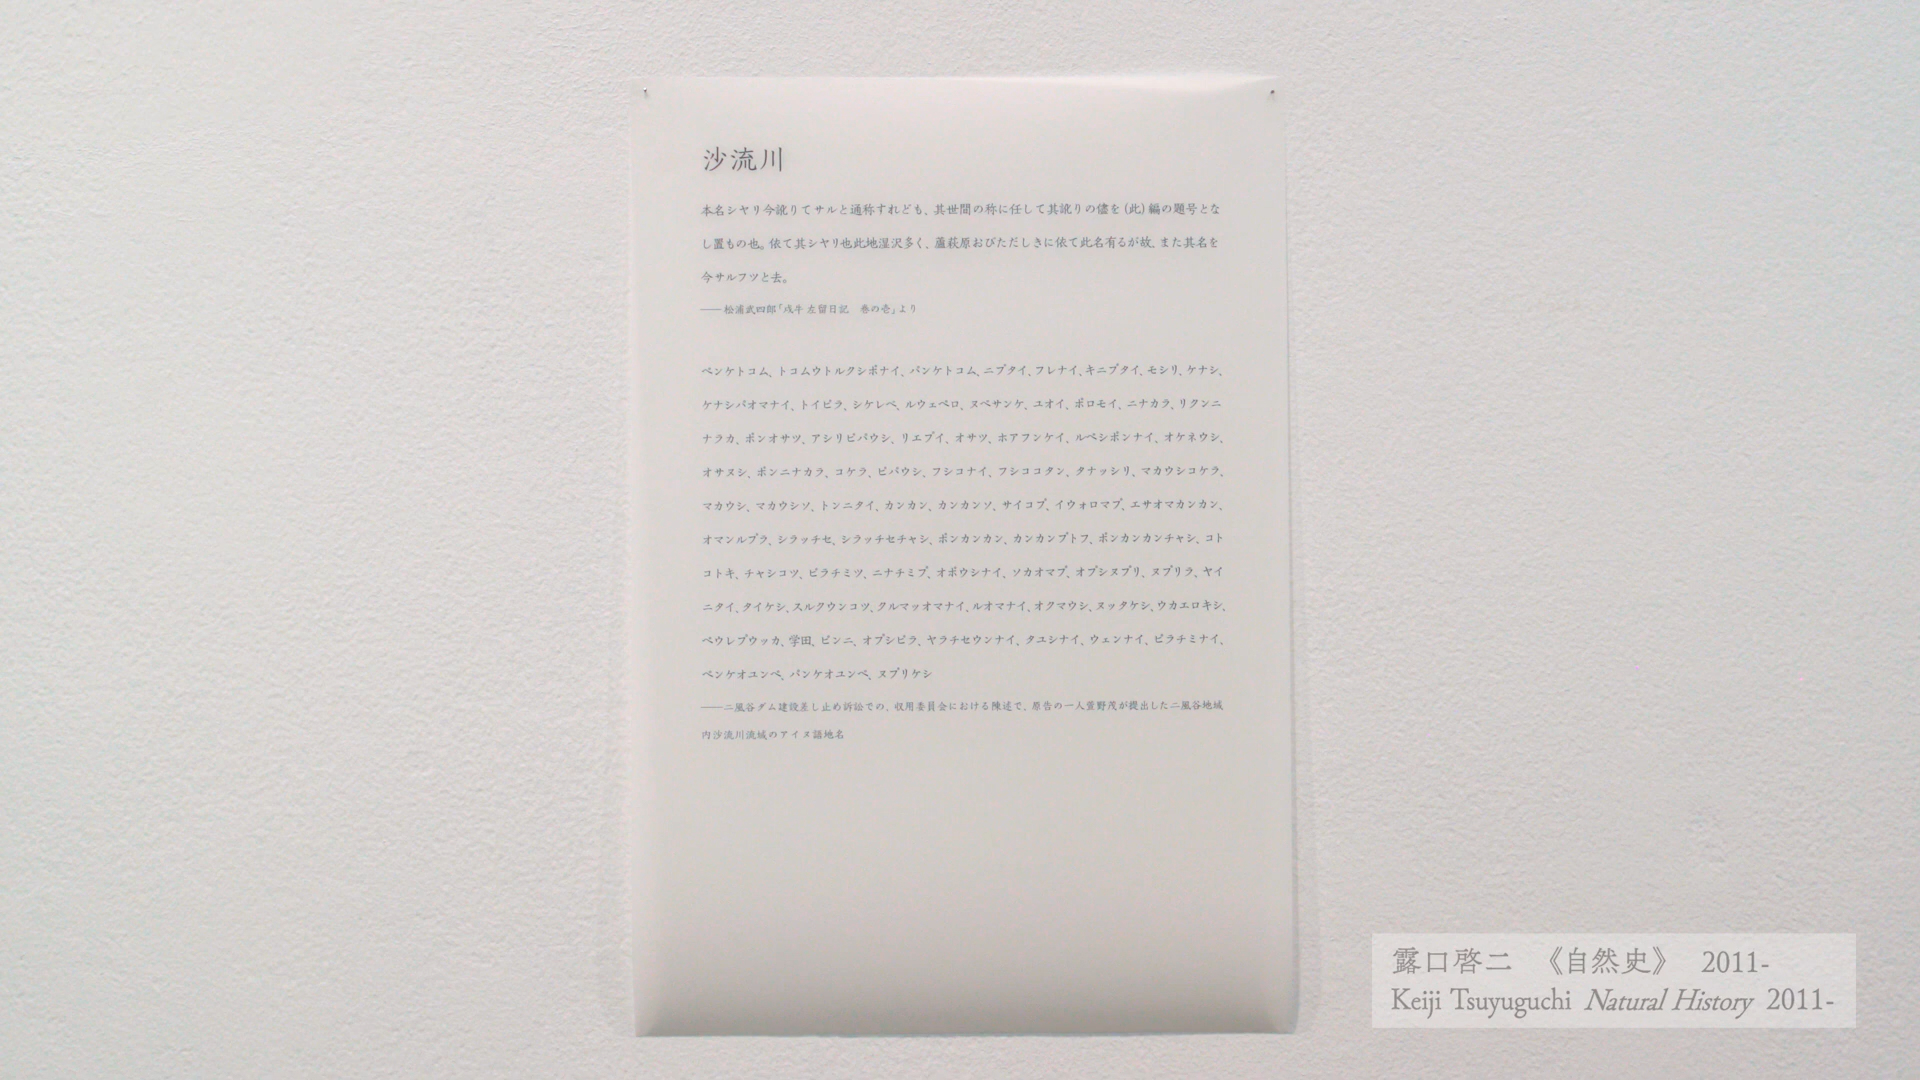 沙流川
本名シヤリ今訛りてサルと通称すれども、其世間の称に任して其訛りの儘を(此)編の題号とな
し置もの也。依て其シヤリ也此地湿沢多く、蘆萩原おびただしきに依て此名有るが故、また其名を
今サルフツと去。
――松浦武四郎「戊午 左留日記　巻の壱」より
ペンケトコム、トコムウトルクシポナイ、パンケトコム、ニプタイ、フレナイ、キニプタイ、モシリ、ケナシ、
ケナシパオマナイ、トイピラ、シケレペ、ルウェペロ、ヌペサンケ、ユオイ、ポロモイ、ニナカラ、リクンニ
ナラカ、ポンオサツ、アシリピパウシ、リエプイ、オサツ、ホアフンケイ、ルペシポンナイ、オケネウシ、
オサヌシ、ポンニナカラ、コケラ、ピパウシ、フシコナイ、フシココタン、タナッシリ、マカウシコケラ、
マカウシ、マカウシソ、トンニタイ、カンカン、カンカンソ、サイコプ、イウォロマプ、エサオマカンカン、
オマンルプラ、シラッチセ、シラッチセチャシ、ポンカンカン、カンカンプトフ、ポンカンカンチャシ、コト
コトキ、チャシコツ、ピラチミツ、ニナチミプ、オポウシナイ、ソカオマプ、オプシヌプリ、ヌプリラ、ヤイ
ニタイ、タイケシ、スルクウンコツ、クルマッオマナイ、ルオマナイ、オクマウシ、ヌッタケシ、ウカエロキシ、
ペウレプウッカ、学田、ピンニ、オプシピラ、ヤラチセウンナイ、タユシナイ、ウェンナイ、ピラチミナイ、
ペンケオユンペ、パンケオユンペ、ヌプリケシ
――二風谷ダム建設差し止め訴訟での、収用委員会における陳述で、原告の一人萱野茂が提出した二風谷地域
内沙流川流域のアイヌ語地名
露口啓二　《自然史》　2011-
Keiji Tsuyuguchi Natural History 2011-